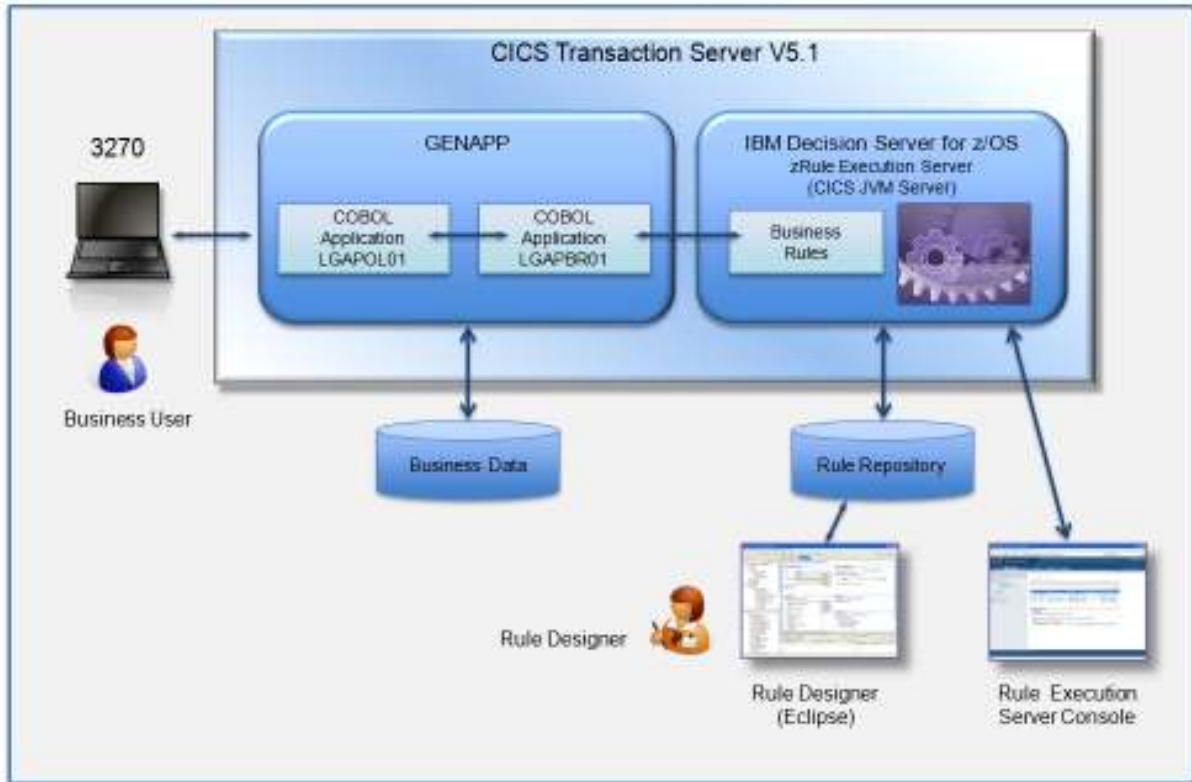 CICS Transaction Server V5.1
3270
GENAPP
COBOL
Application
LGAPOL01
COBOL
Application
LGAPBR01
IBM Decision Server for z/OS
zRule Execution Server
(CICS JVM Server)
Business
Rules
Business User
Business Data
Rule Repository
Rule Designer
Rule Designer
(Eclipse)
Rule Execution
Server Console